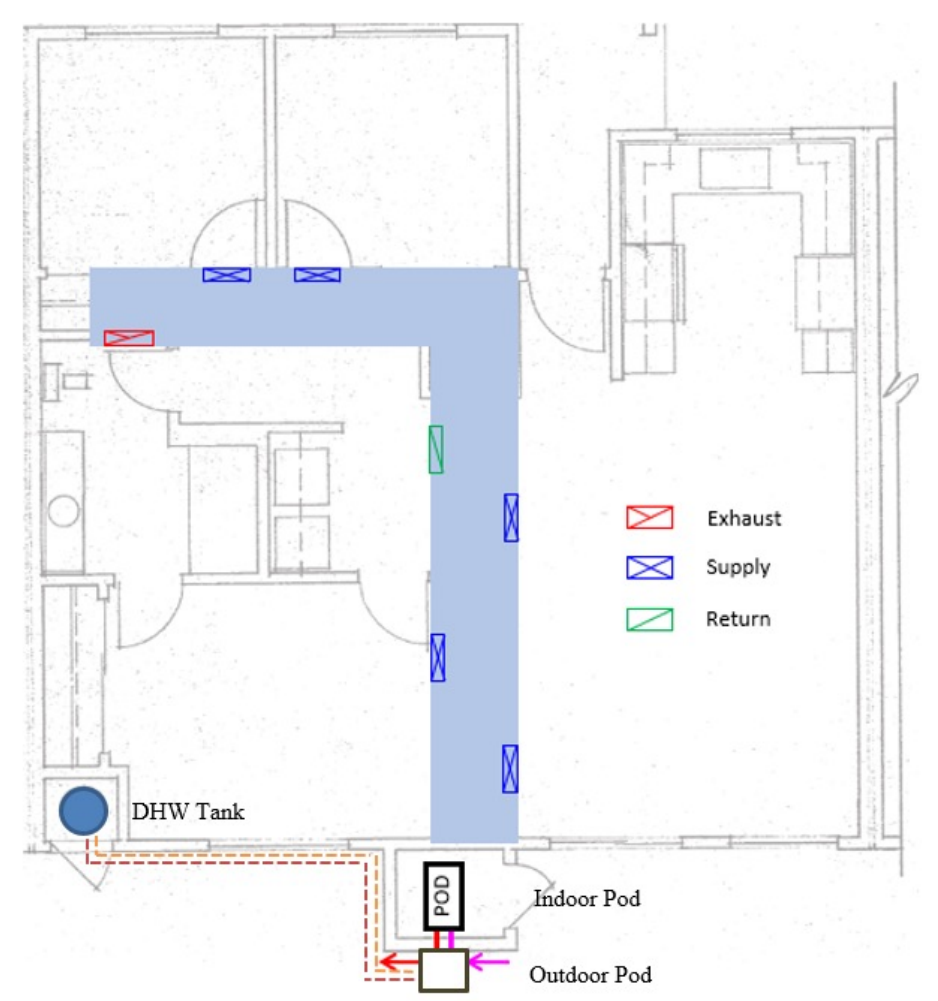 Exhaust
Supply
Return
DHW Tank
POD
Indoor Pod
Outdoor Pod